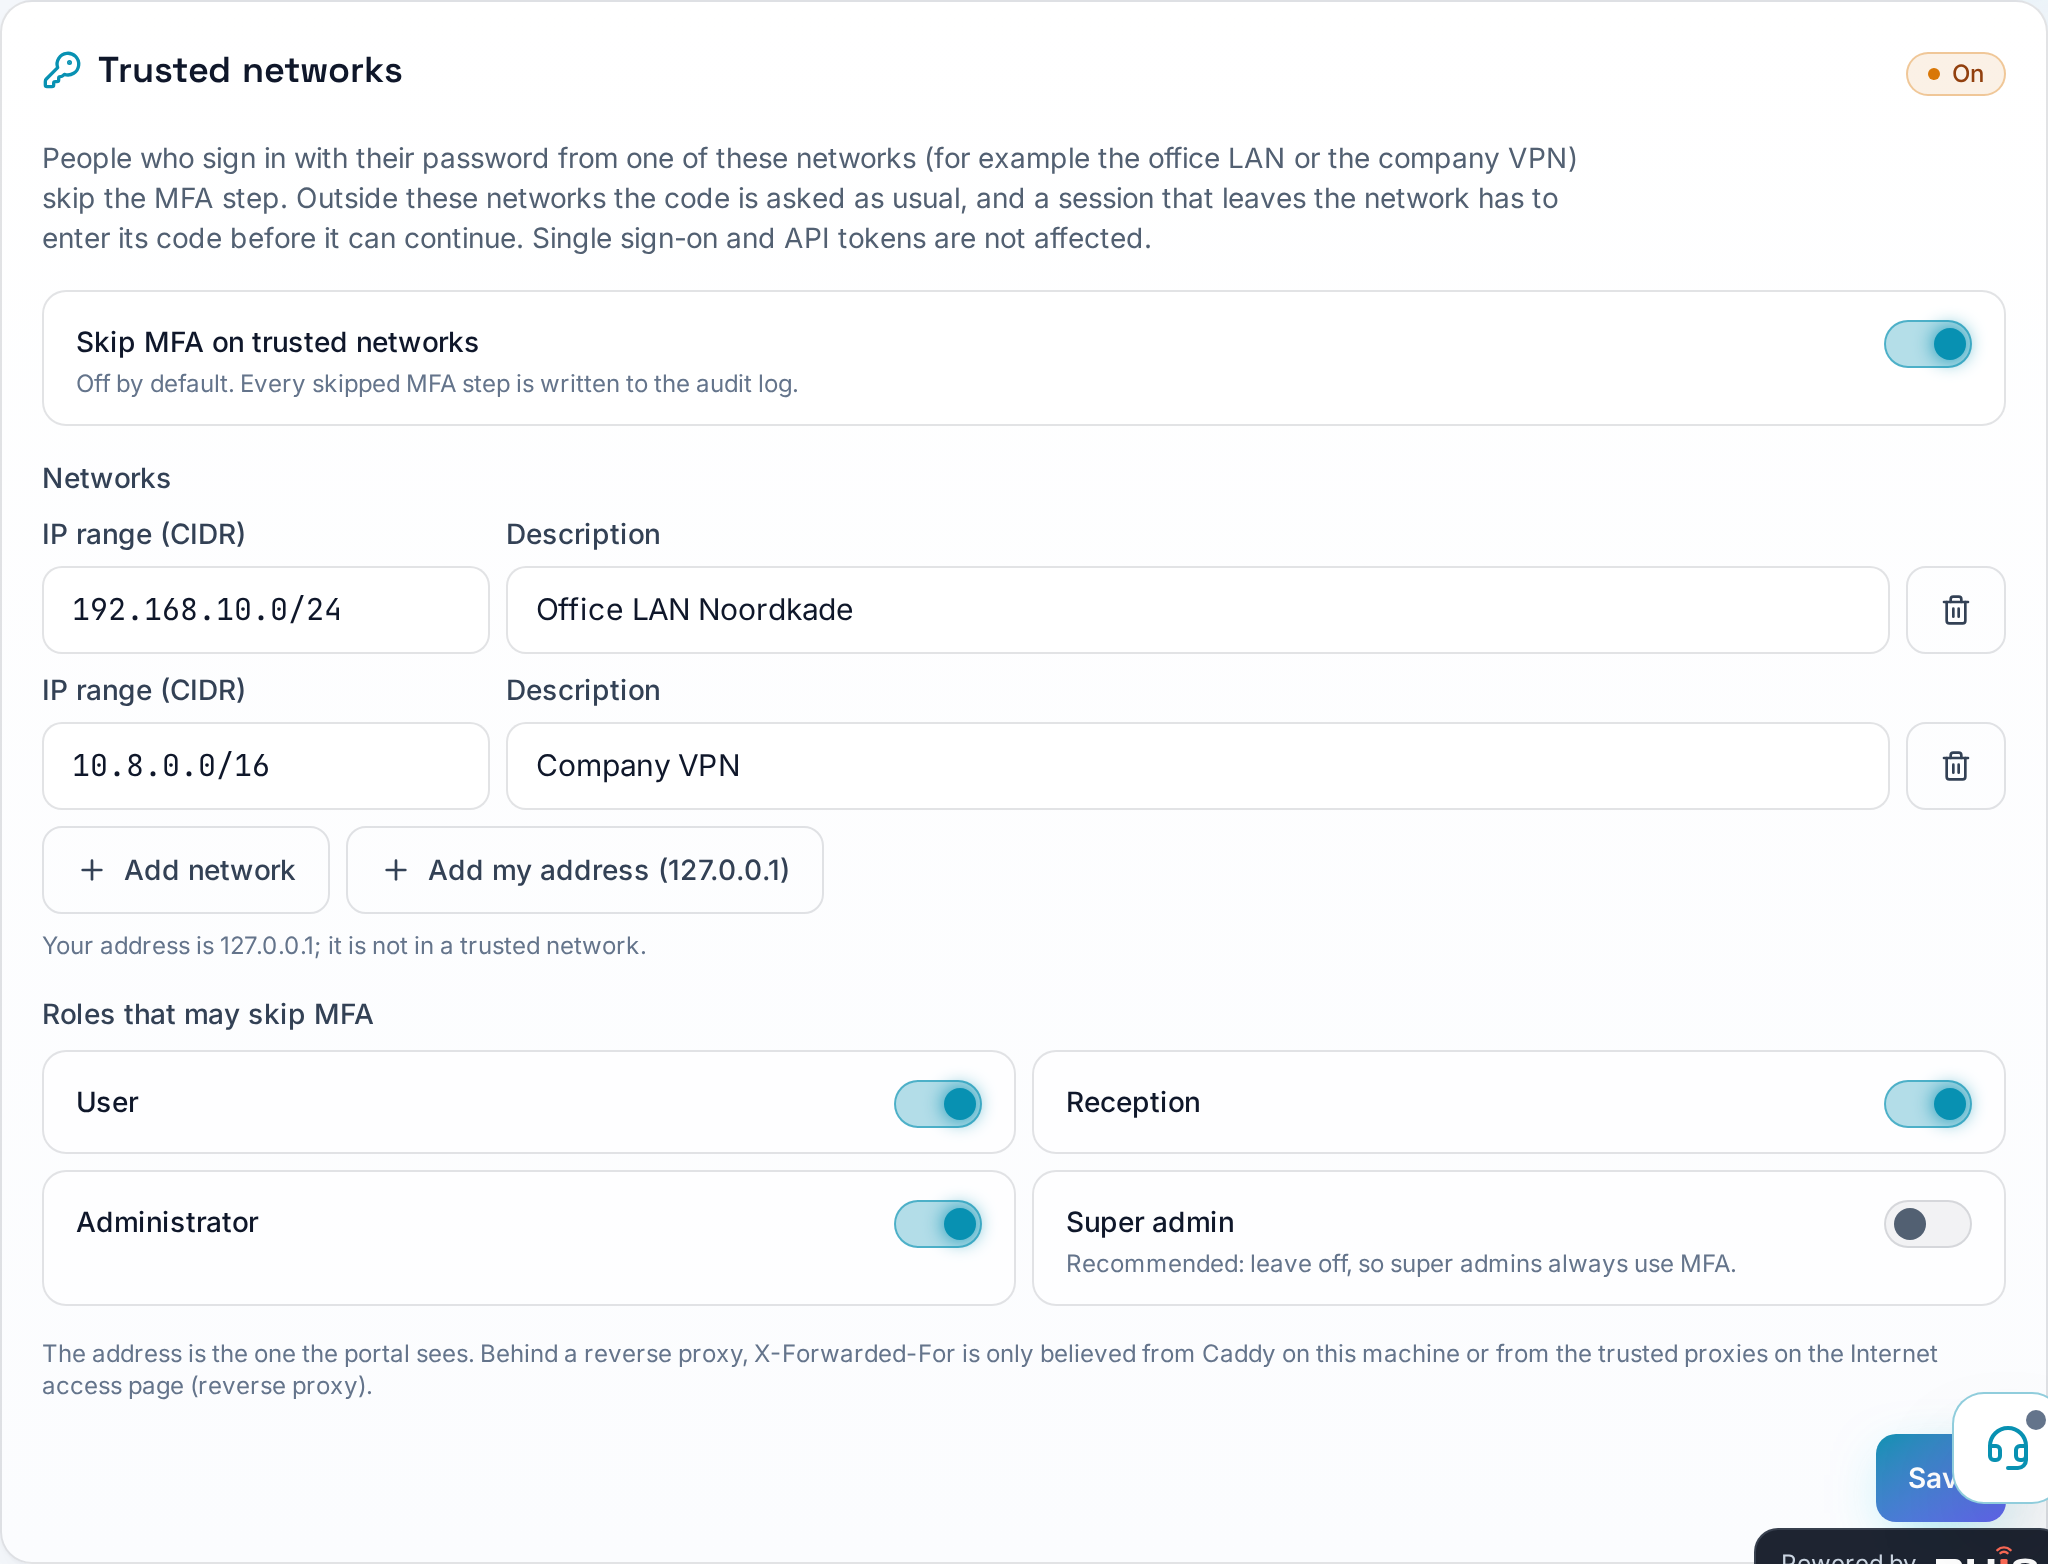 Trusted networks
On
People who sign in with their password from one of these networks (for example the office LAN or the company VPN)
skip the MFA step. Outside these networks the code is asked as usual, and a session that leaves the network has to
enter its code before it can continue. Single sign-on and API tokens are not affected.
Skip MFA on trusted networks
Off by default. Every skipped MFA step is written to the audit log.
Networks
IP range (CIDR) Description
192.168.10.0/24 Office LAN Noordkade
IP range (CIDR) Description
10.8.0.0/16 Company VPN
+ Add network + Add my address (127.0.0.1)
Your address is 127.0.0.1; it is not in a trusted network.
Roles that may skip MFA
User Reception
Administrator Super admin
Recommended: leave off, so super admins always use MFA.
The address is the one the portal sees. Behind a reverse proxy, X-Forwarded-For is only believed from Caddy on this machine or from the trusted proxies on the Internet
access page (reverse proxy).
Powered by